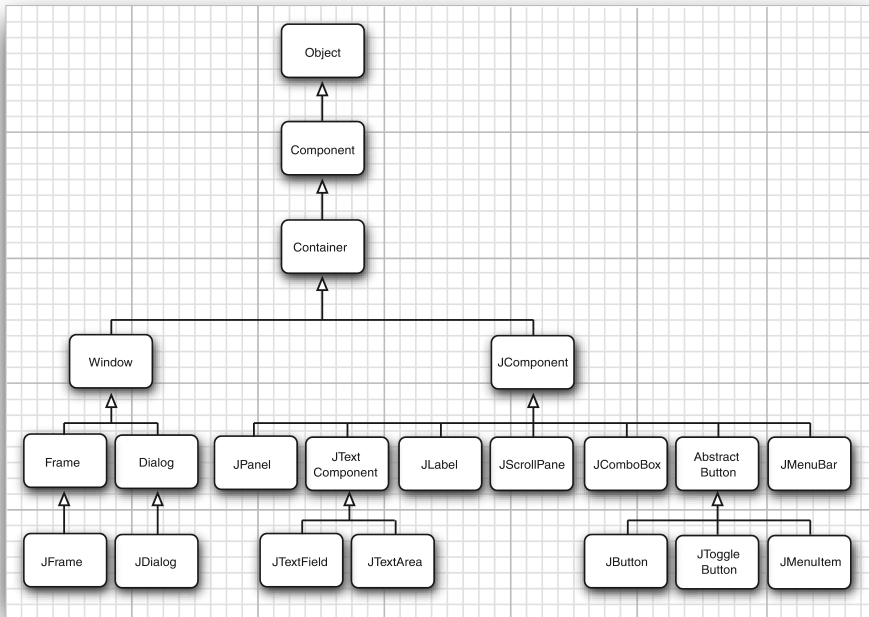 Object
Component
Container
Window
JComponent
Frame
Dialog
JPanel
JText
Component
JLabel
JScrollPane
JComboBox
Abstract
Button
JMenuBar
JFrame
JDialog
JTextField
JTextArea
JButton
JToggle
Button
JMenuItem